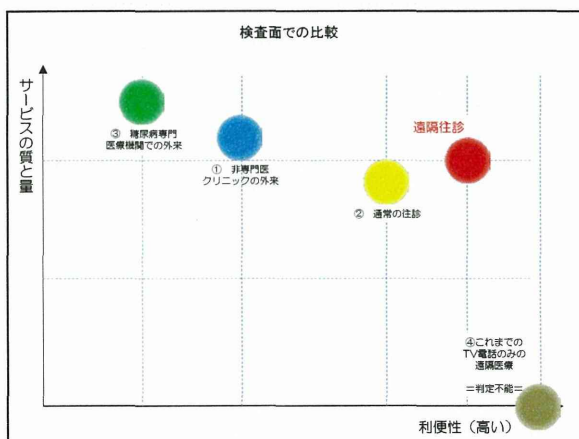 検査面での比較
サービスの質と量
③ 糖尿病専門
医療機関での外来
① 非専門医
クリニックの外来
遠隔往診
② 通常の往診
④これまでの
TV電話のみの
遠隔医療
＝判定不能＝
利便性（高い）